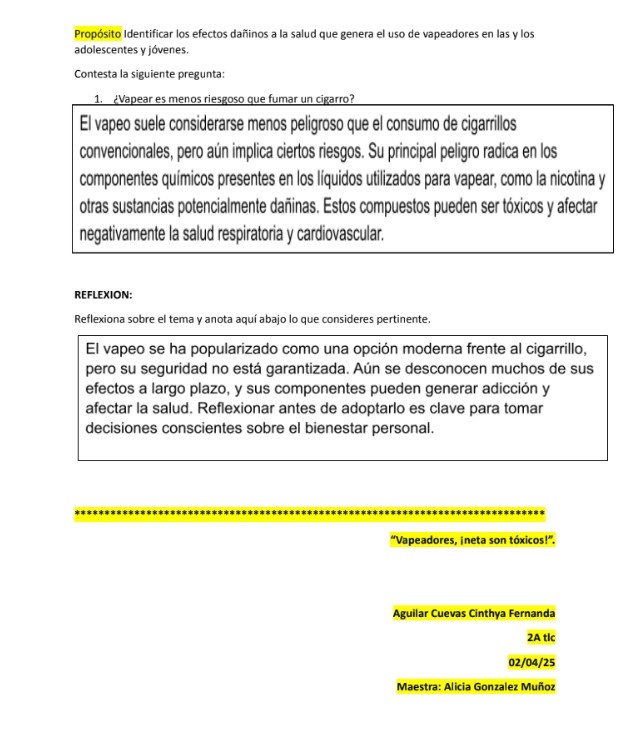 Propósito Identificar los efectos dañinos a la salud que genera el uso de vapeadores en las y los
adolescentes y jóvenes.
Contesta la siguiente pregunta:
1. ¿Vapear es menos riesgoso que fumar un cigarro?
El vapeo suele considerarse menos peligroso que el consumo de cigarrillos
convencionales, pero aún implica ciertos riesgos. Su principal peligro radica en los
componentes químicos presentes en los líquidos utilizados para vapear, como la nicotina y
otras sustancias potencialmente dañinas. Estos compuestos pueden ser tóxicos y afectar
negativamente la salud respiratoria y cardiovascular.
REFLEXION:
Reflexiona sobre el tema y anota aquí abajo lo que consideres pertinente.
El vapeo se ha popularizado como una opción moderna frente al cigarrillo,
pero su seguridad no está garantizada. Aún se desconocen muchos de sus
efectos a largo plazo, y sus componentes pueden generar adicción y
afectar la salud. Reflexionar antes de adoptarlo es clave para tomar
decisiones conscientes sobre el bienestar personal.
*******************************************************************************
“Vapeadores, ¡neta son tóxicos!”.
Aguilar Cuevas Cinthya Fernanda
2A tlc
02/04/25
Maestra: Alicia Gonzalez Muñoz